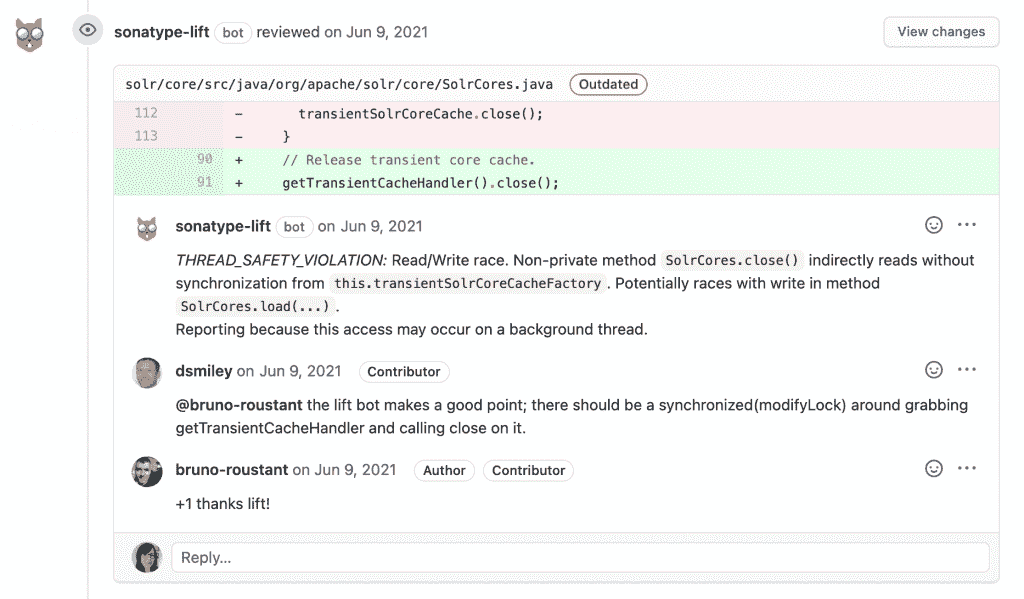 sonatype-lift bot reviewed on Jun 9, 2021 View changes
solr/core/src/java/org/apache/solr/core/SolrCores.java Outdated
112 - transientSolrCoreCache.close();
113 - }
90 + // Release transient core cache.
91 + getTransientCacheHandler().close();
sonatype-lift bot on Jun 9, 2021
THREAD_SAFETY_VIOLATION: Read/Write race. Non-private method SolrCores.close() indirectly reads without
synchronization from this.transientSolrCoreCacheFactory. Potentially races with write in method
SolrCores.load(...).
Reporting because this access may occur on a background thread.
dsmiley on Jun 9, 2021 Contributor
@bruno-roustant the lift bot makes a good point; there should be a synchronized(modifyLock) around grabbing
getTransientCacheHandler and calling close on it.
bruno-roustant on Jun 9, 2021 Author Contributor
+1 thanks lift!
Reply...